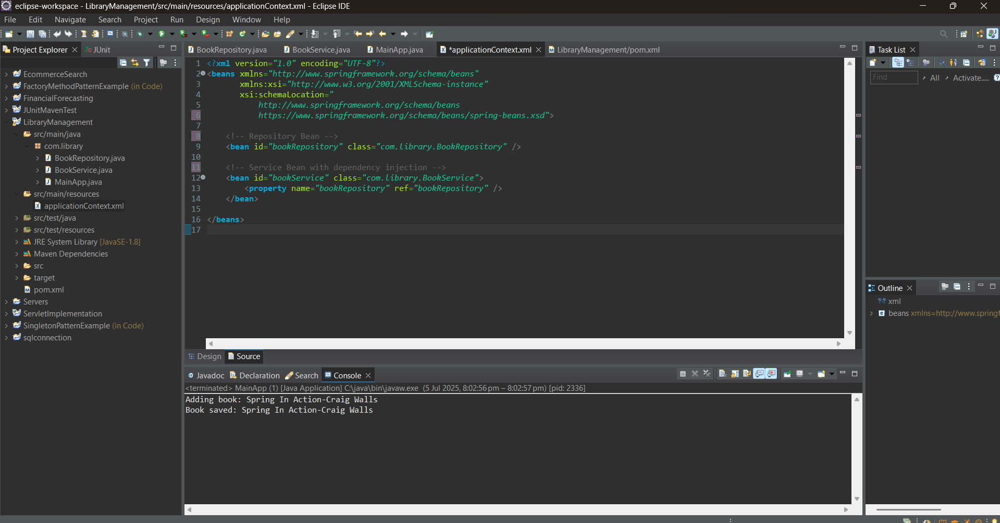 eclipse-workspace - LibraryManagement/src/main/resources/applicationContext.xml - Eclipse IDE
File Edit Navigate Search Project Run Design Window Help
Project Explorer
JUnit
EcommerceSearch
FactoryMethodPatternExample (in Code)
FinancialForecasting
JUnitMavenTest
LibraryManagement
src/main/java
com.library
BookRepository.java
BookService.java
MainApp.java
src/main/resources
applicationContext.xml
src/test/java
src/test/resources
JRE System Library [JavaSE-1.8]
Maven Dependencies
src
target
pom.xml
Servers
ServletImplementation
SingletonPatternExample (in Code)
sqlconnection
BookRepository.java BookService.java MainApp.java *applicationContext.xml LibraryManagement/pom.xml
1 <?xml version="1.0" encoding="UTF-8"?>
2 <beans xmlns="http://www.springframework.org/schema/beans"
3 xmlns:xsi="http://www.w3.org/2001/XMLSchema-instance"
4 xsi:schemaLocation="
5 http://www.springframework.org/schema/beans
6 https://www.springframework.org/schema/beans/spring-beans.xsd">
7
8 <!-- Repository Bean -->
9 <bean id="bookRepository" class="com.library.BookRepository" />
10
11 <!-- Service Bean with dependency injection -->
12 <bean id="bookService" class="com.library.BookService">
13 <property name="bookRepository" ref="bookRepository" />
14 </bean>
15
16 </beans>
17
Design Source
Javadoc Declaration Search Console
<terminated> MainApp (1) [Java Application] C:\java\bin\javaw.exe (5 Jul 2025, 8:02:56 pm – 8:02:57 pm) [pid: 2336]
Adding book: Spring In Action-Craig Walls
Book saved: Spring In Action-Craig Walls
Task List
Find All Activate...
Outline
xml
beans xmlns=http://www.springf